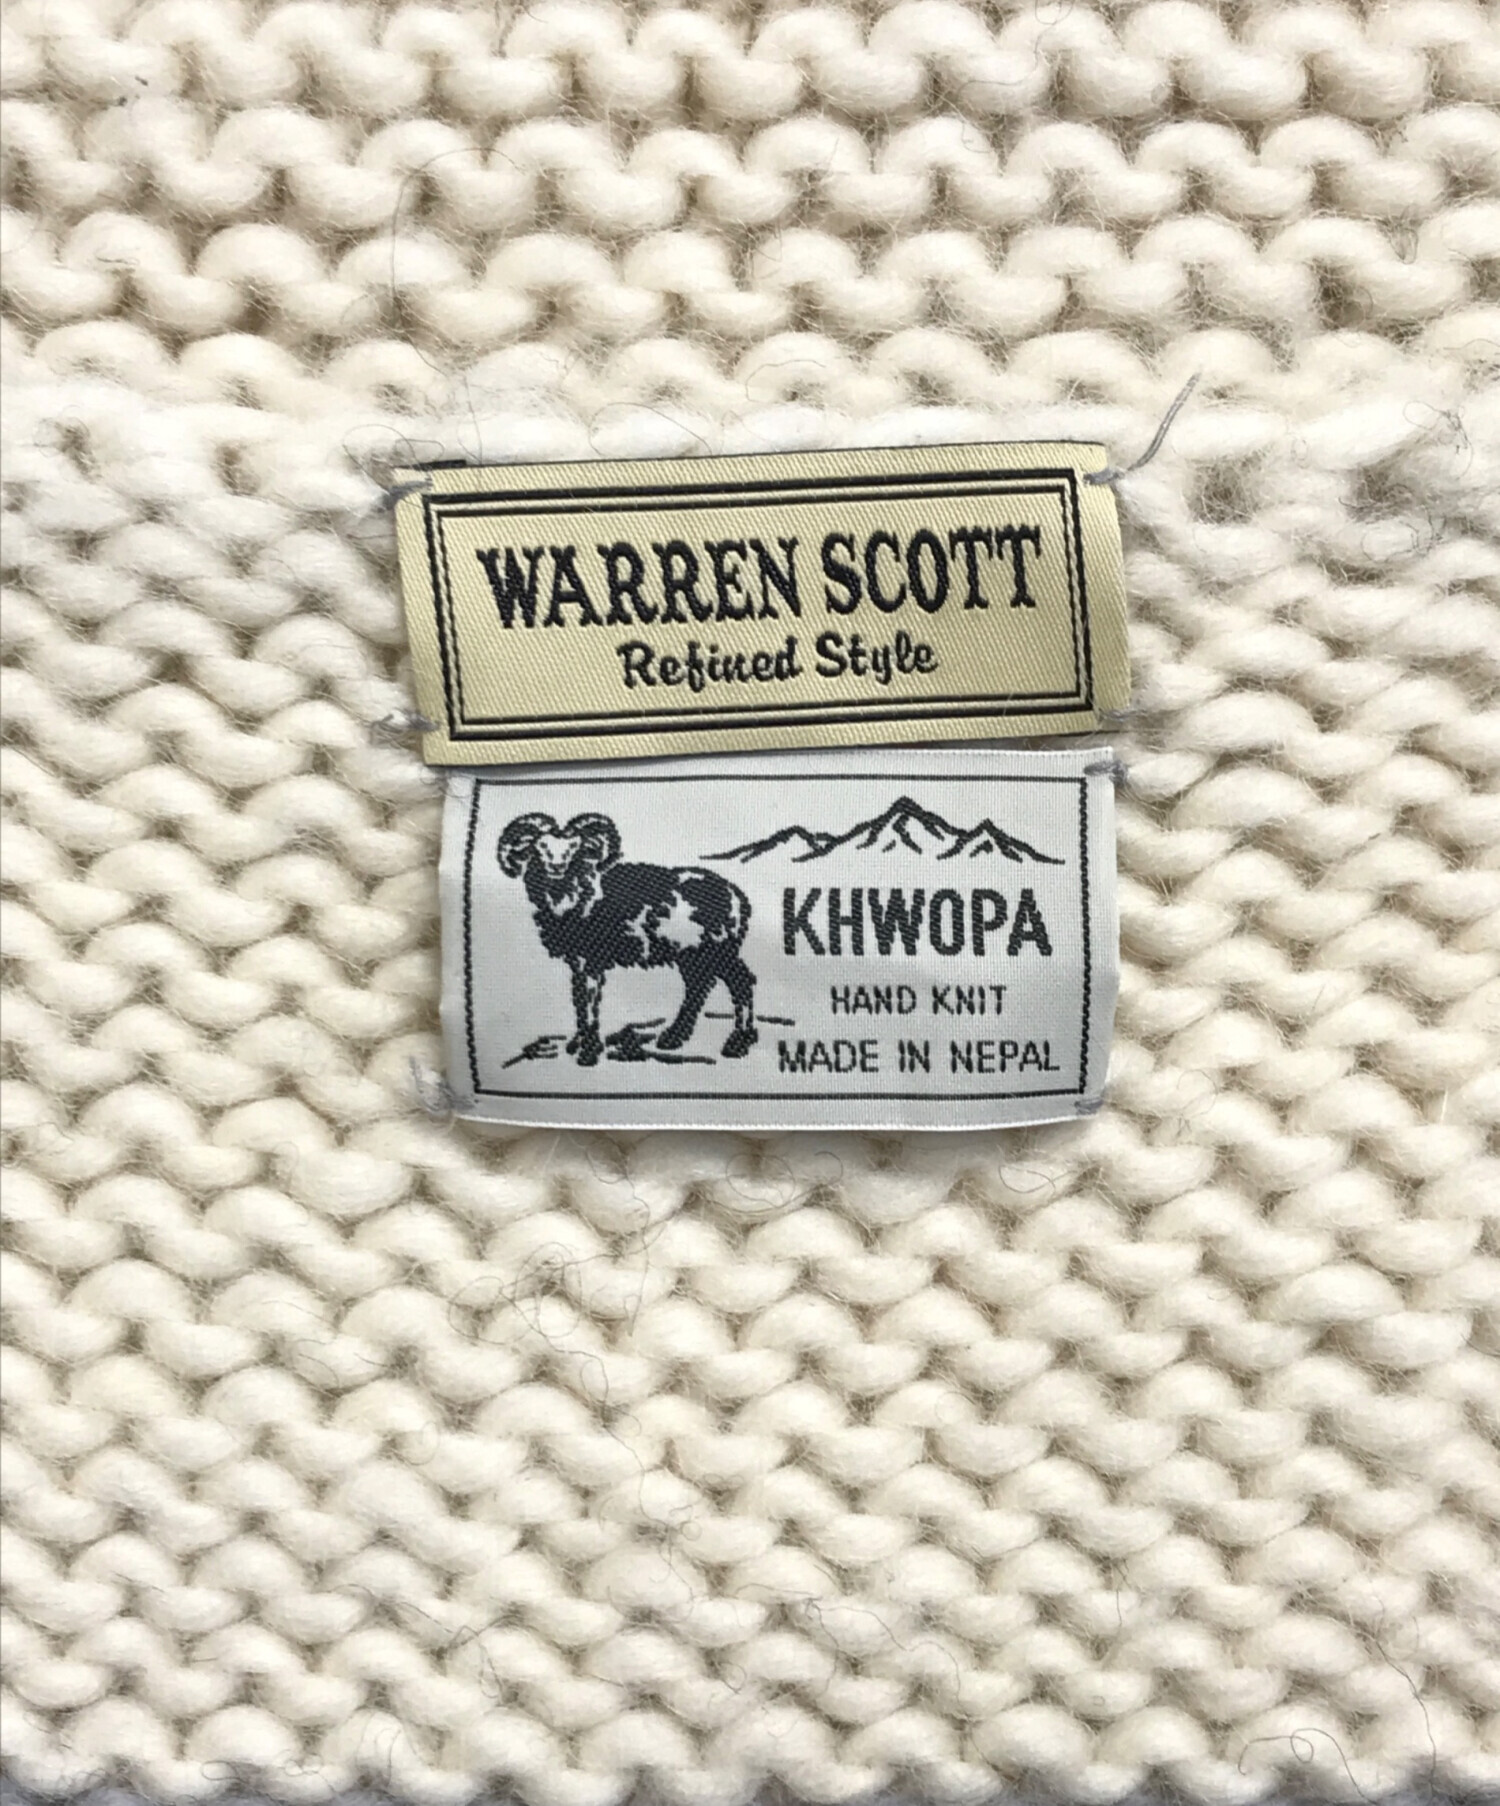 WARREN SCOTT
Refined Style
KHWOPA
HAND KNIT
MADE IN NEPAL